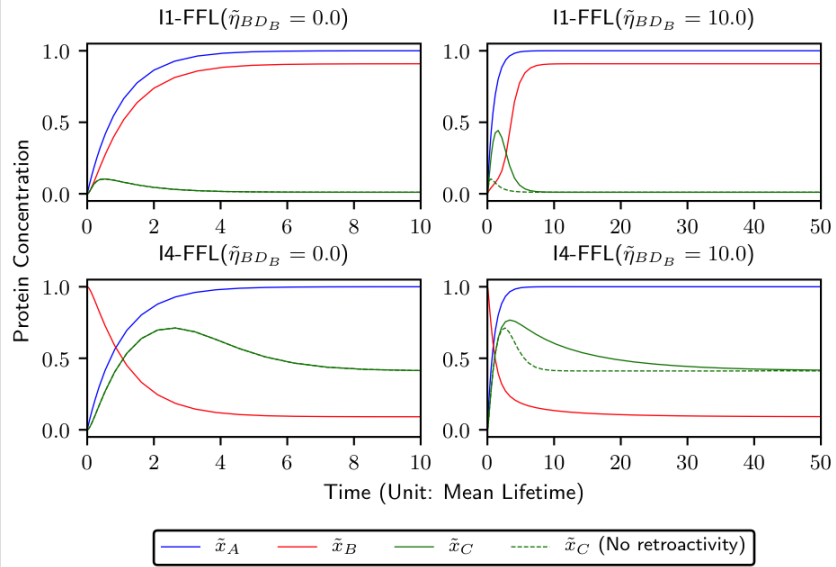 I1-FFL(η̃_{BD_B} = 0.0)
I1-FFL(η̃_{BD_B} = 10.0)
1.0
0.5
0.0
0 2 4 6 8 10
1.0
0.5
0.0
0 10 20 30 40 50
Protein Concentration
I4-FFL(η̃_{BD_B} = 0.0)
I4-FFL(η̃_{BD_B} = 10.0)
1.0
0.5
0.0
0 2 4 6 8 10
1.0
0.5
0.0
0 10 20 30 40 50
Time (Unit: Mean Lifetime)
x̃_A x̃_B x̃_C x̃_C (No retroactivity)